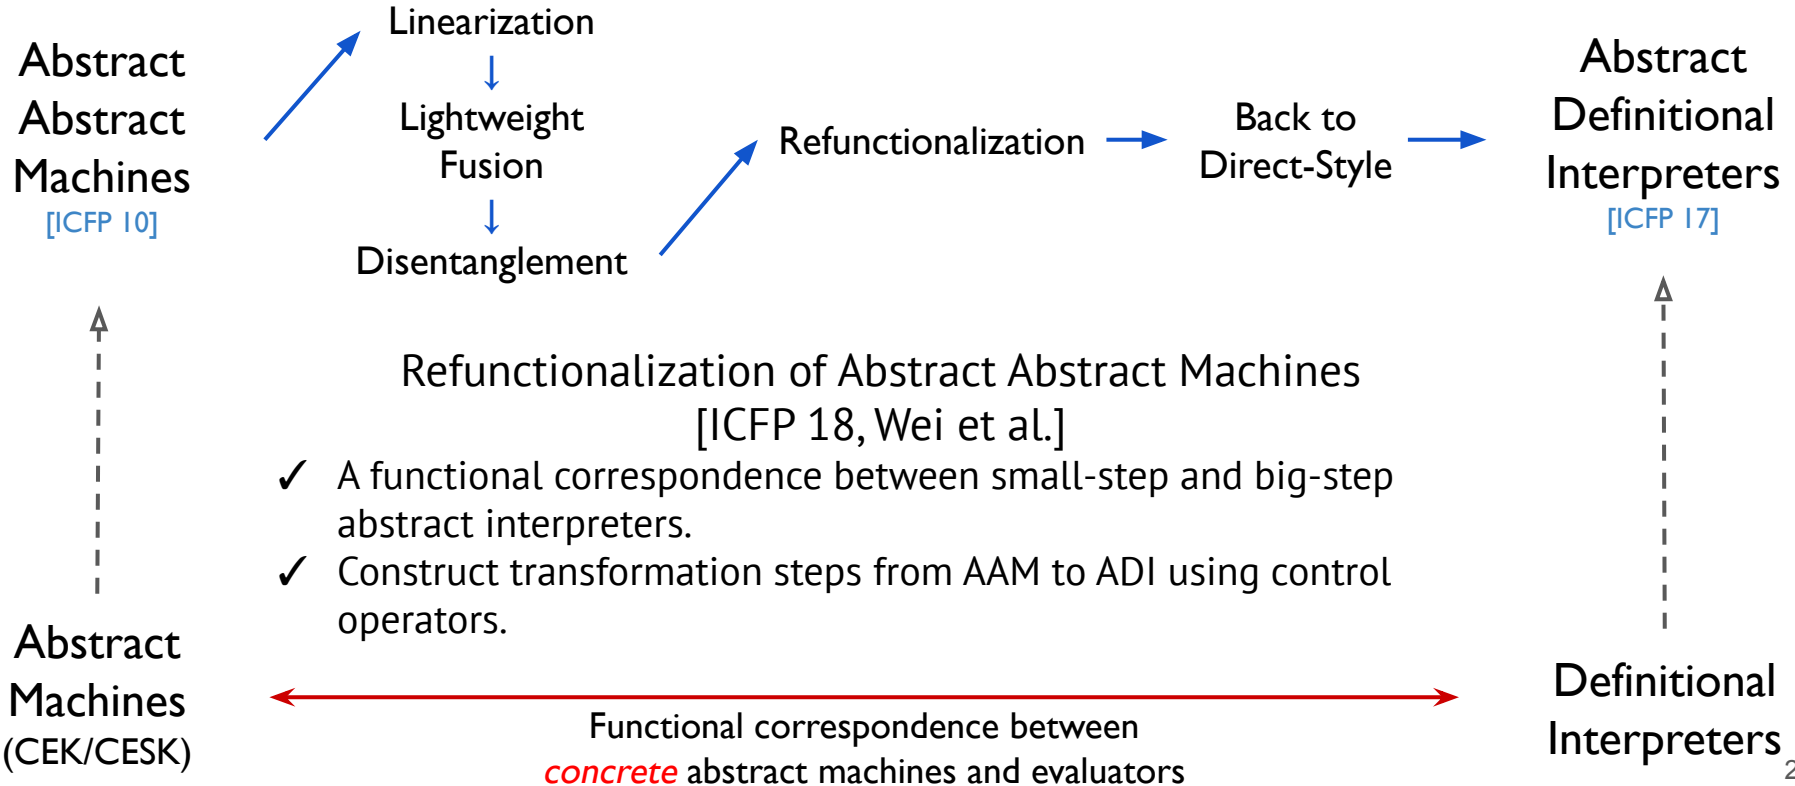 Abstract
Abstract
Machines
[ICFP 10]
Linearization
↓
Lightweight
Fusion
↓
Disentanglement
Refunctionalization
Back to
Direct-Style
Abstract
Definitional
Interpreters
[ICFP 17]
Refunctionalization of Abstract Abstract Machines
[ICFP 18, Wei et al.]
✓ A functional correspondence between small-step and big-step
abstract interpreters.
✓ Construct transformation steps from AAM to ADI using control
operators.
Abstract
Machines
(CEK/CESK)
Functional correspondence between
concrete abstract machines and evaluators
Definitional
Interpreters